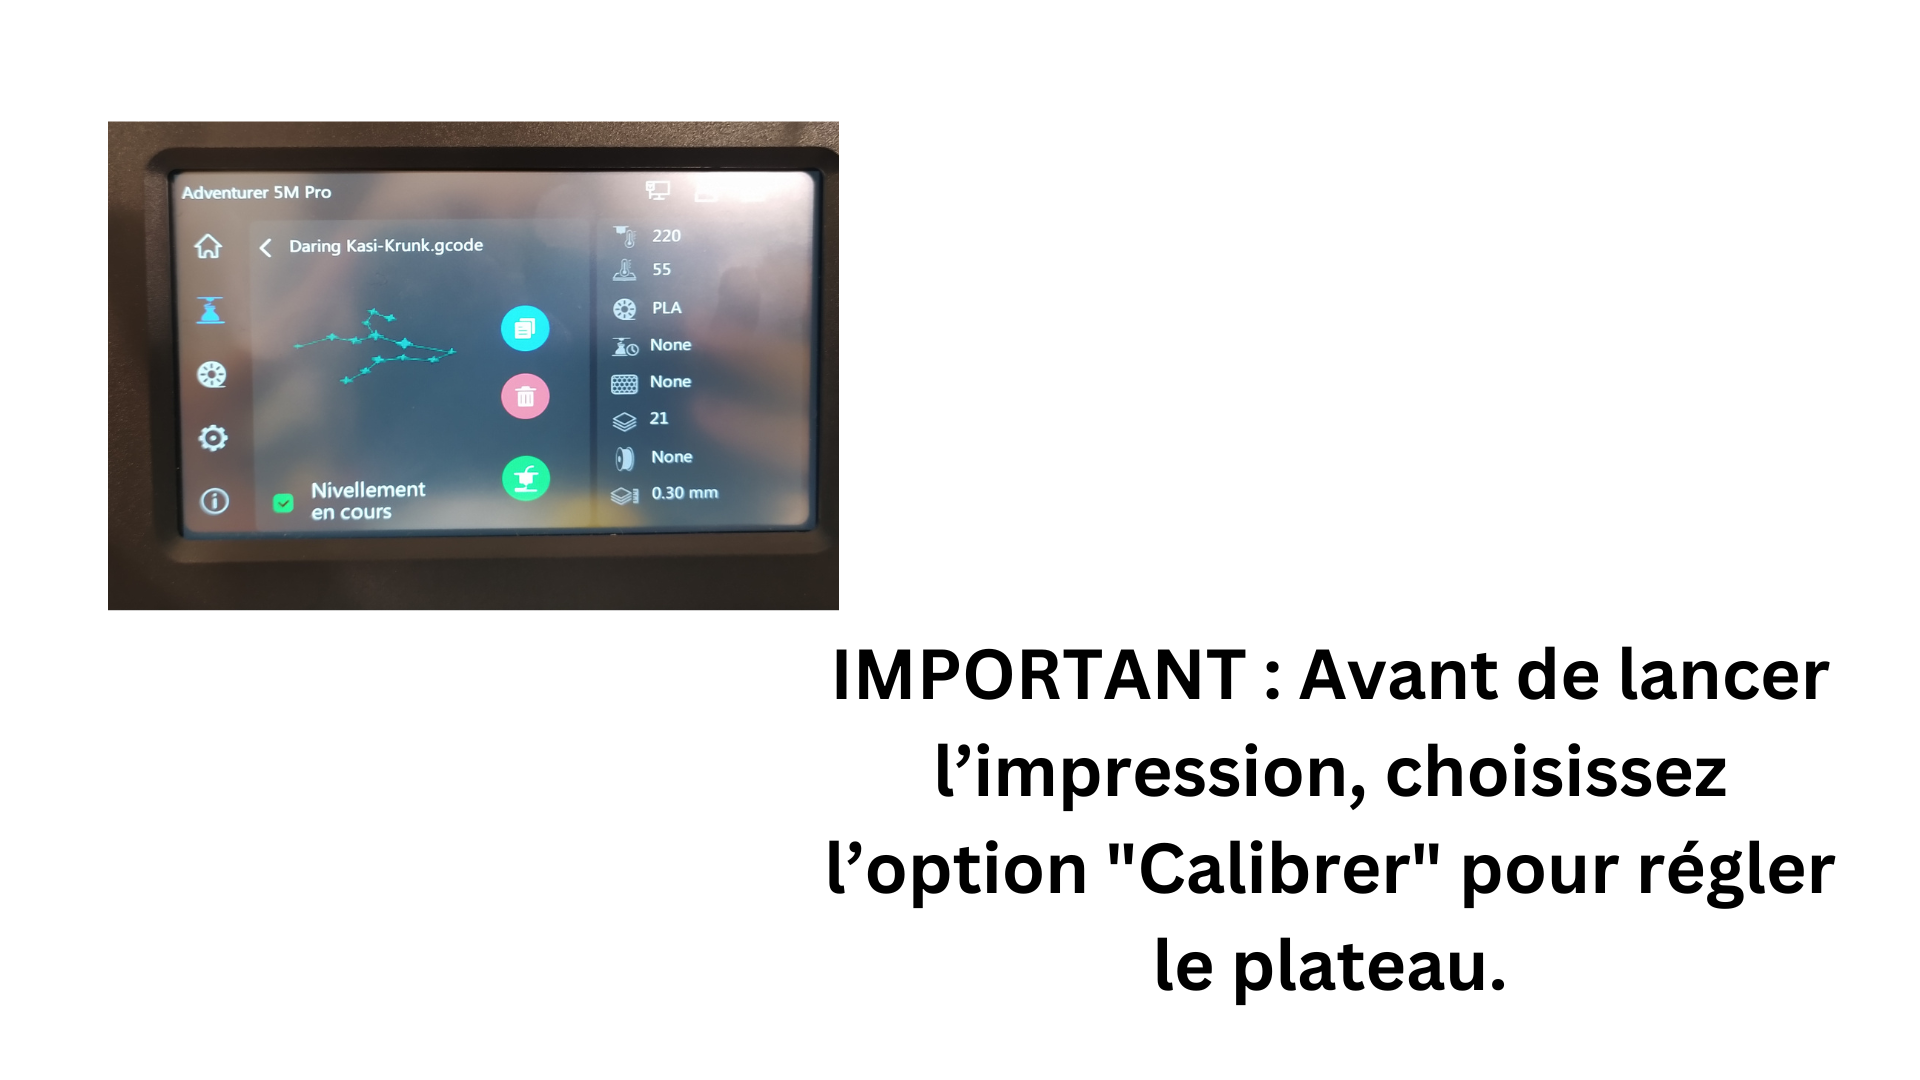 Adventurer 5M Pro
Daring Kasi-Krunk.gcode
220
55
PLA
None
None
21
None
0.30 mm
Nivellement
en cours
IMPORTANT : Avant de lancer
l’impression, choisissez
l’option "Calibrer" pour régler
le plateau.